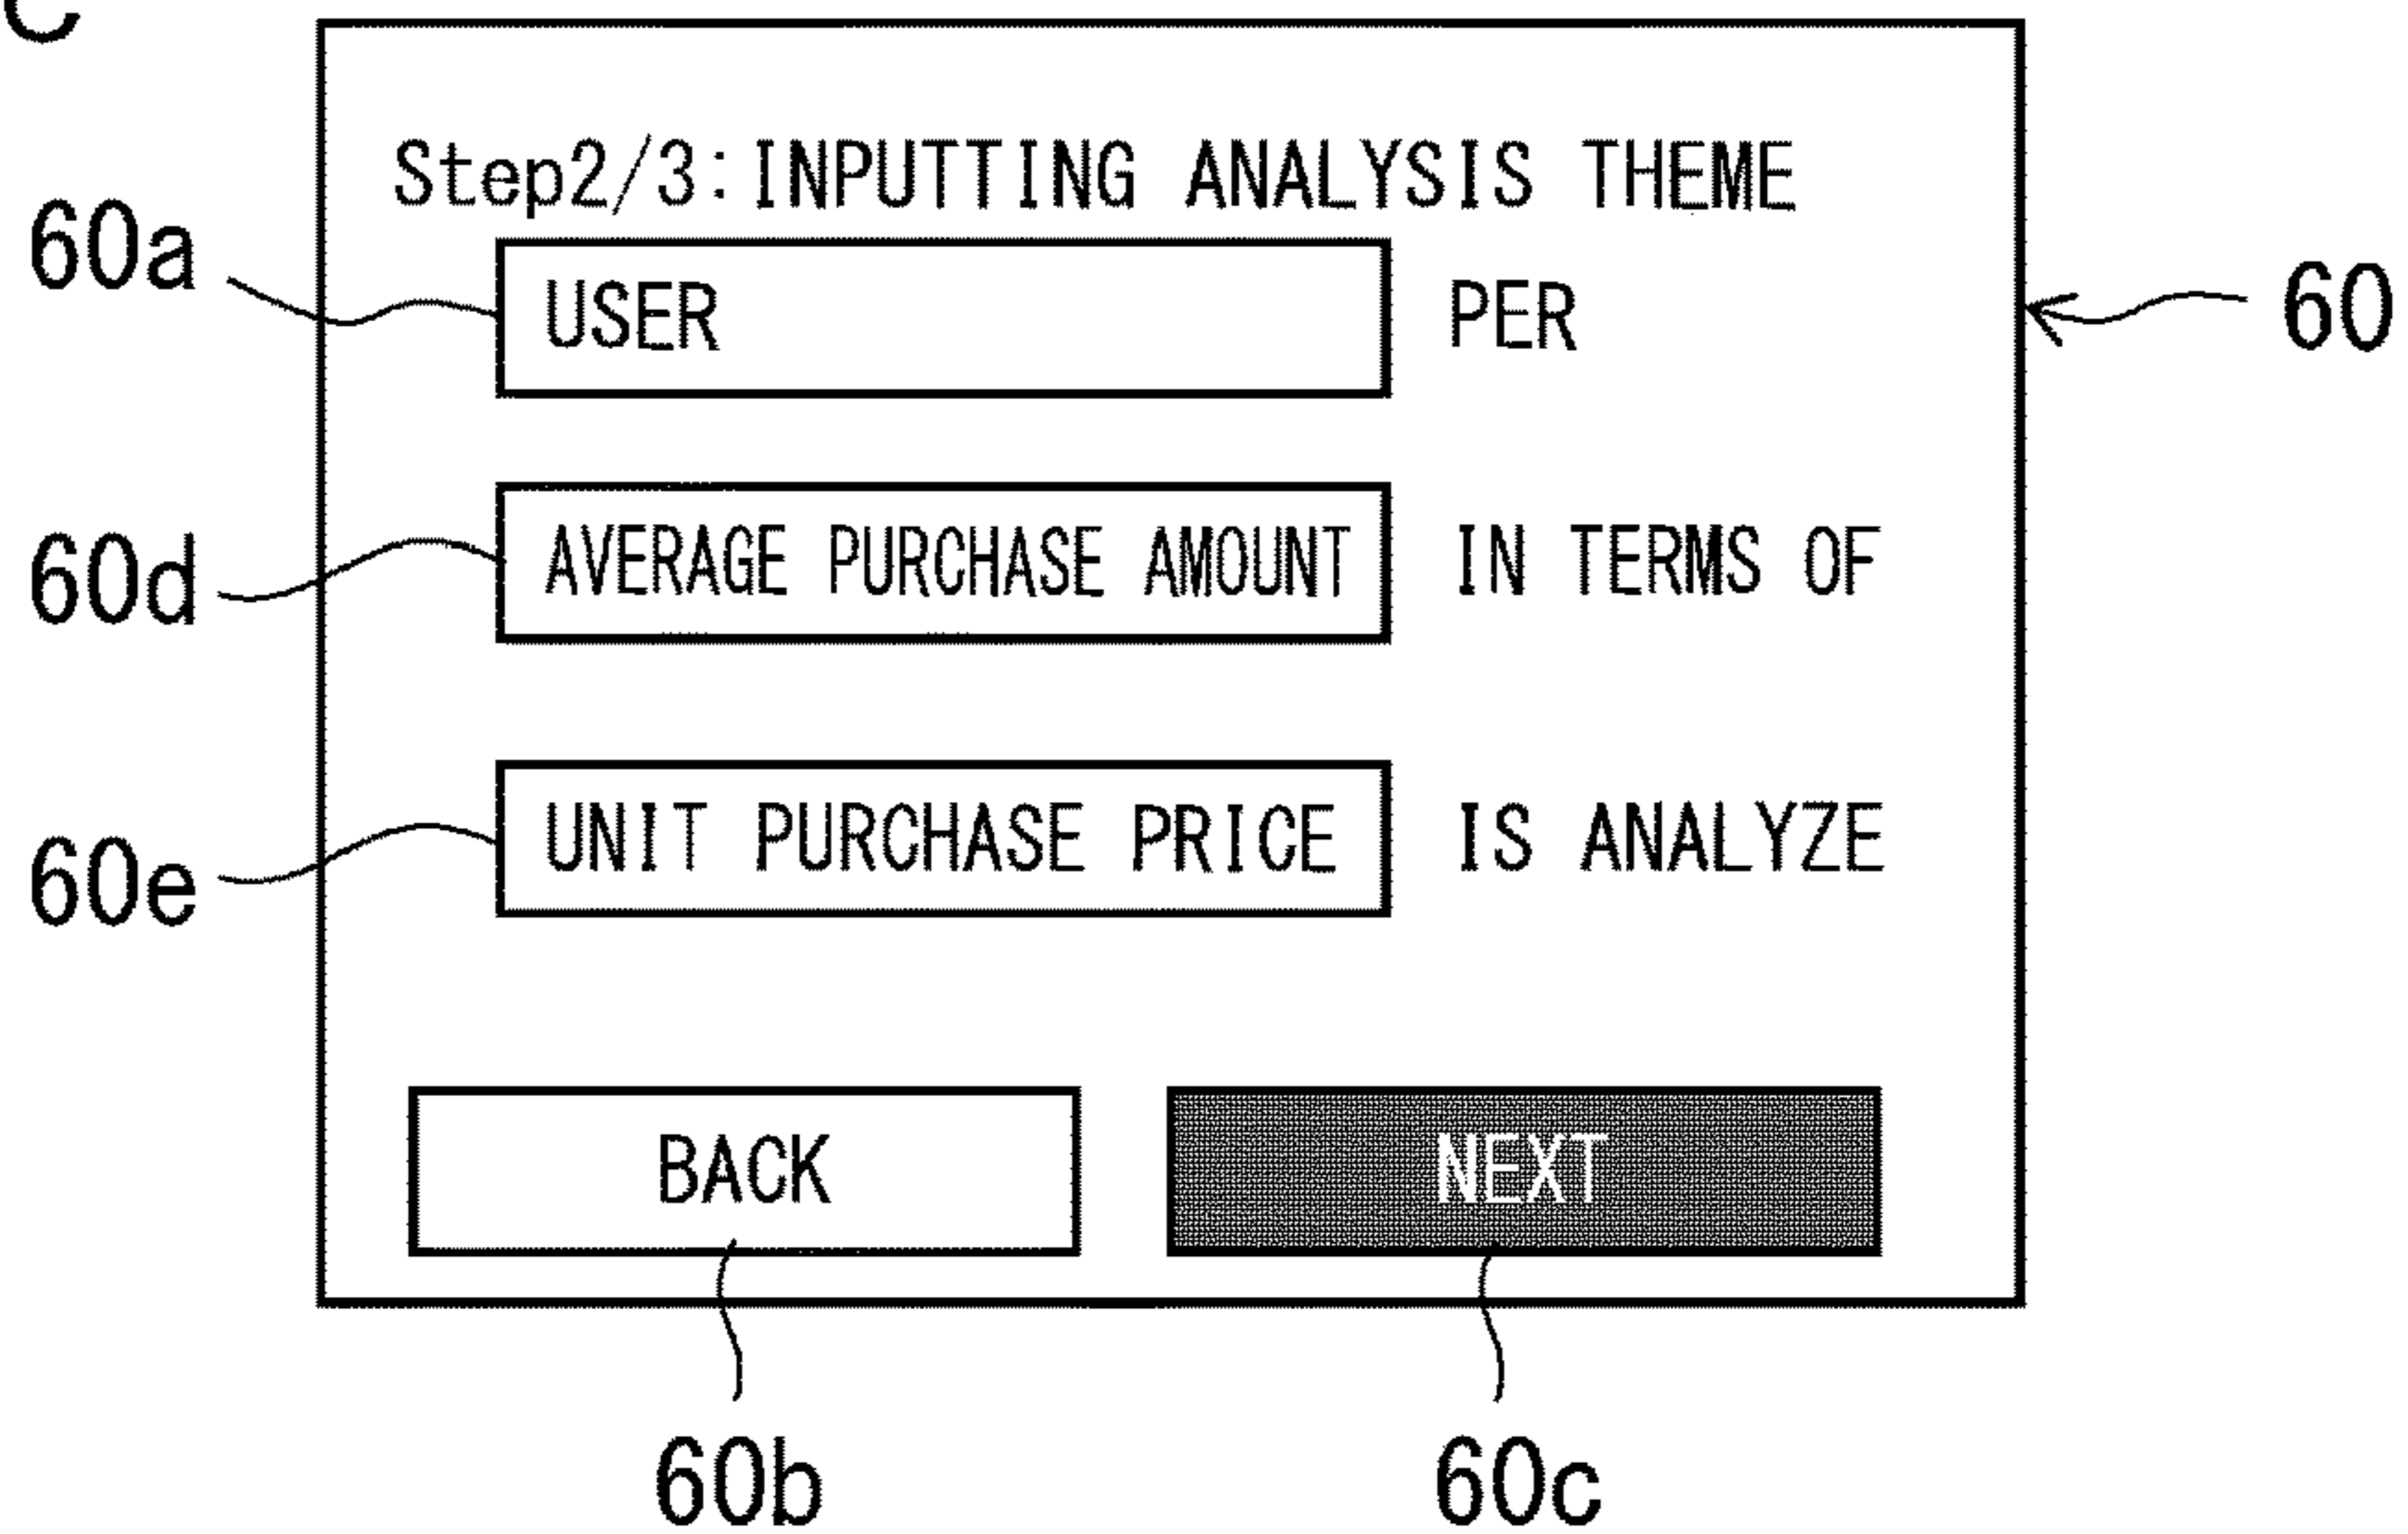 C
Step2/3:INPUTTING ANALYSIS THEME
60a USER PER 60
60d AVERAGE PURCHASE AMOUNT IN TERMS OF
60e UNIT PURCHASE PRICE IS ANALYZE
BACK NEXT
60b 60c